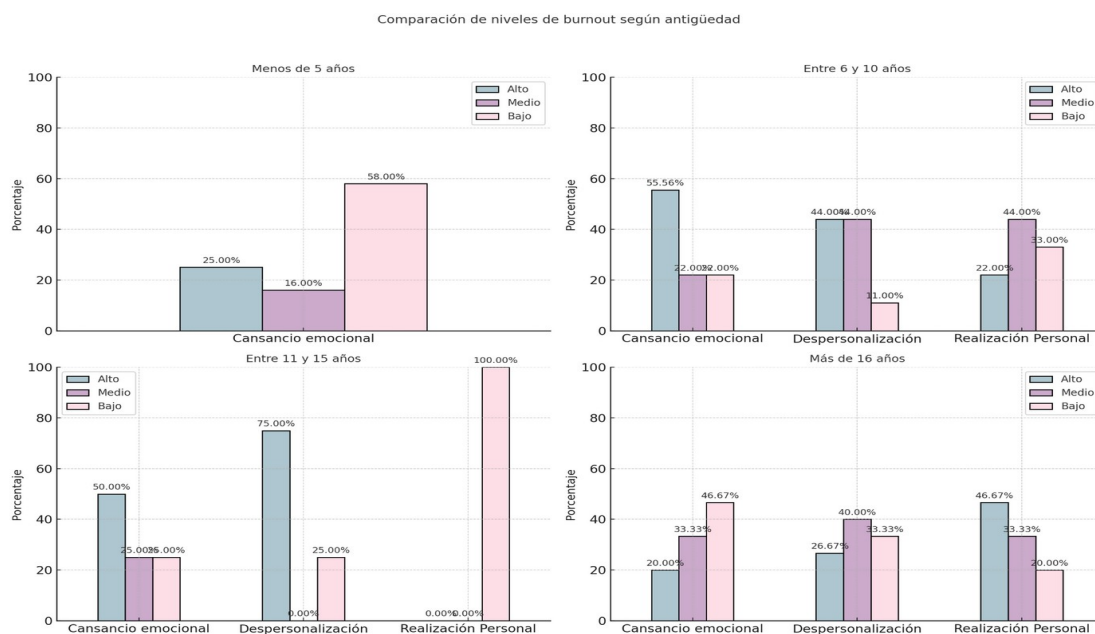 Comparación de niveles de burnout según antigüedad
Menos de 5 años
100
80
60
40
20
0
Porcentaje
Alto
Medio
Bajo
25.00%
16.00%
58.00%
Cansancio emocional
Entre 6 y 10 años
100
80
60
40
20
0
Porcentaje
Alto
Medio
Bajo
55.56%
22.00%
22.00%
44.00%
44.00%
11.00%
22.00%
44.00%
33.00%
Cansancio emocional
Despersonalización
Realización Personal
Entre 11 y 15 años
100
80
60
40
20
0
Porcentaje
Alto
Medio
Bajo
50.00%
25.00%
25.00%
75.00%
0.00%
25.00%
0.00%
0.00%
100.00%
Cansancio emocional
Despersonalización
Realización Personal
Más de 16 años
100
80
60
40
20
0
Porcentaje
Alto
Medio
Bajo
20.00%
33.33%
46.67%
26.67%
40.00%
33.33%
46.67%
33.33%
20.00%
Cansancio emocional
Despersonalización
Realización Personal